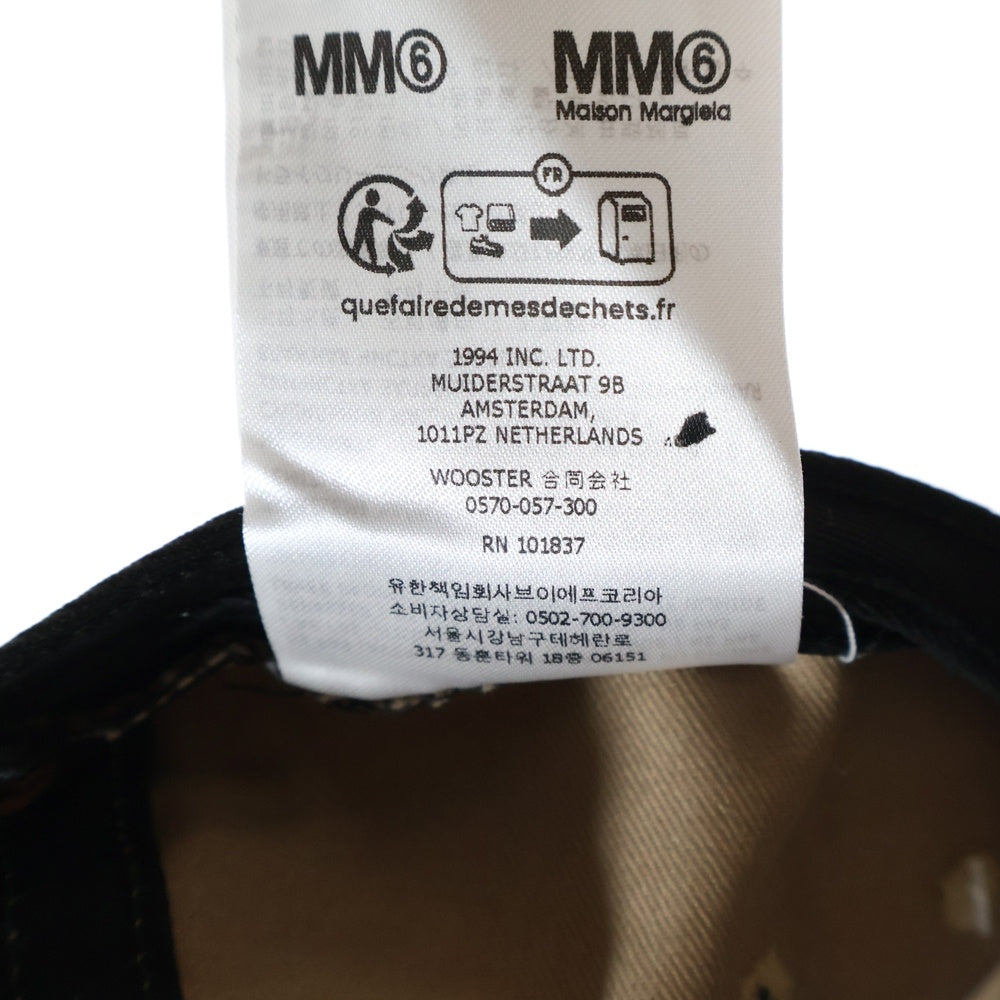 MM⑥ MM⑥
Maison Margiela
FR
quefairedemesdechets.fr
1994 INC. LTD.
MUIDERSTRAAT 9B
AMSTERDAM,
1011PZ NETHERLANDS
WOOSTER 合同会社
0570-057-300
RN 101837
유한책임회사브이에프코리아
소비자상담실: 0502-700-9300
서울시강남구테헤란로
317 동훈타워 18층 06151